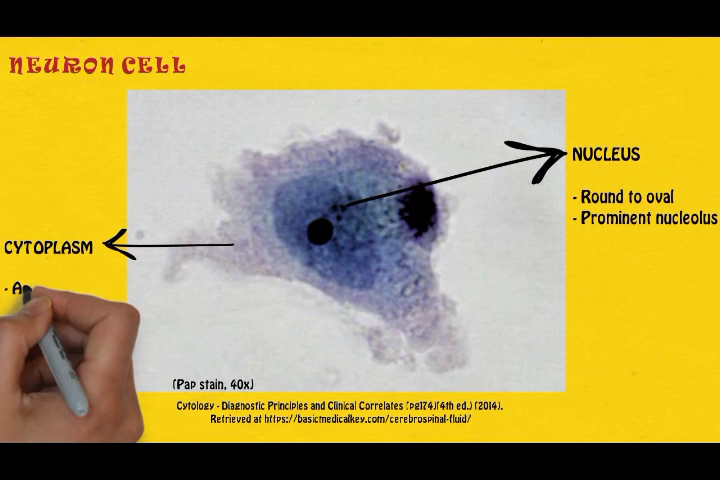 NEURON CELL
NUCLEUS
- Round to oval
- Prominent nucleolus
CYTOPLASM
- A
(Pap stain, 40x)
Cytology - Diagnostic Principles and Clinical Correlates (pg174)(4th ed.) (2014).
Retrieved at https://basicmedicalkey.com/cerebrospinal-fluid/